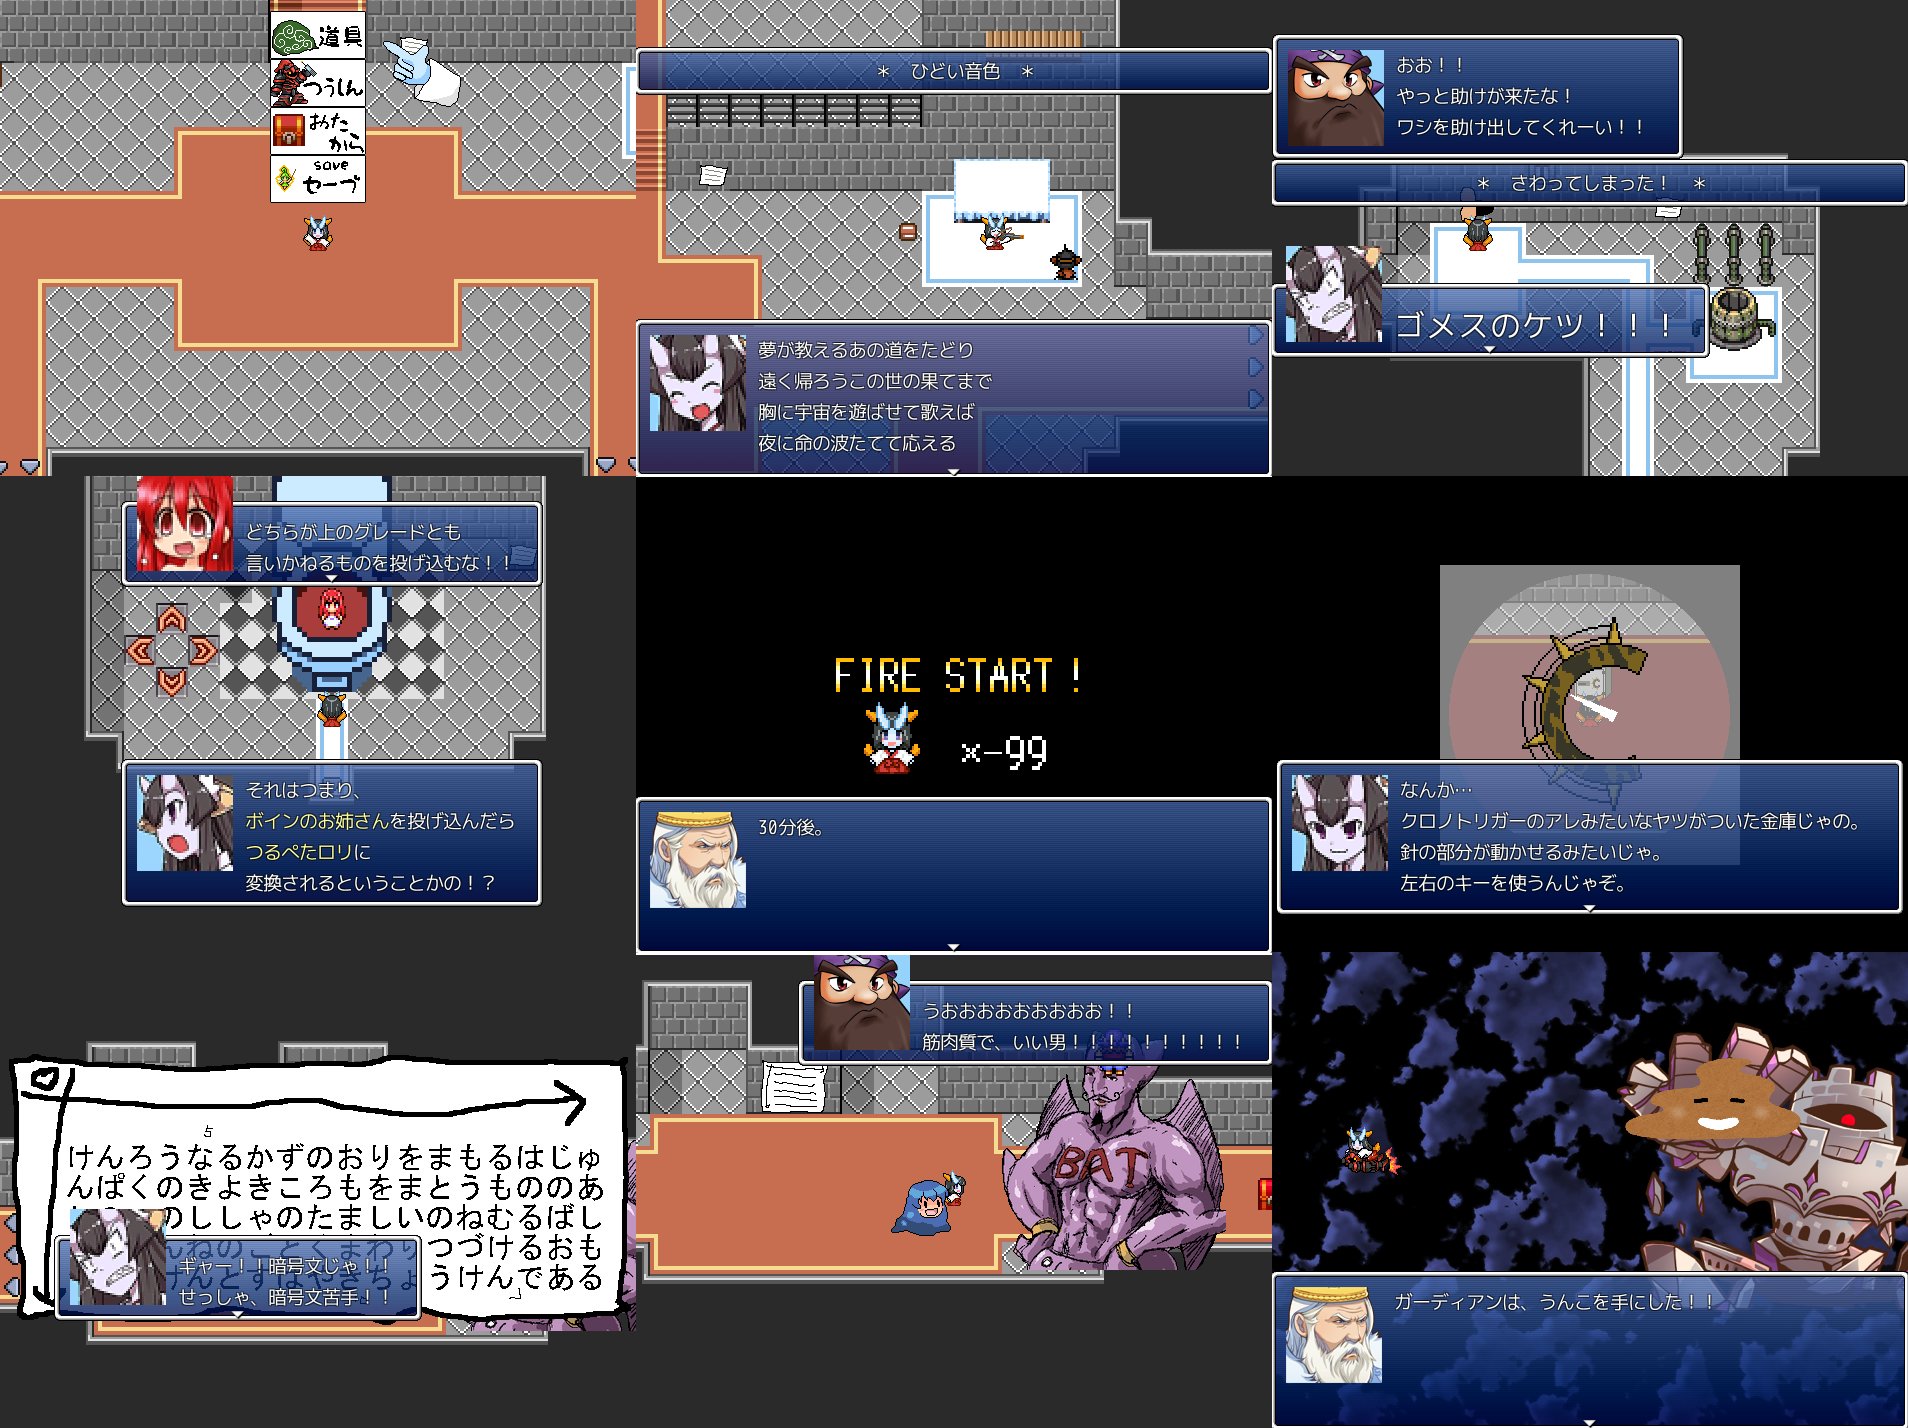 道具
つうしん
おたから
save
セーブ
* ひどい音色 *
夢が教えるあの道をたどり
遠く帰ろうこの世の果てまで
胸に宇宙を遊ばせて歌えば
夜に命の波たてて応える
おお！！
やっと助けが来たな！
ワシを助け出してくれーい！！
* さわってしまった！ *
ゴメスのケツ！！！
どちらが上のグレードとも
言いかねるものを投げ込むな！！
それはつまり、
ボインのお姉さんを投げ込んだら
つるぺたロリに
変換されるということかの！？
FIRE START！
×-99
30分後。
なんか…
クロノトリガーのアレみたいなヤツがついた金庫じゃの。
針の部分が動かせるみたいじゃ。
左右のキーを使うんじゃぞ。
けんろうなるかずのおりをまもるはじゅ
んぱくのきよきころもをまとうもののあ
のししゃのたましいのねむるばし
んねのごとくまわりつづけるおも
けんとすはやきちょうけんである
ギャー！！暗号文じゃ！！
せっしゃ、暗号文苦手！！
うおおおおおおおおお！！
筋肉質で、いい男！！！！！！！！！！
BAT
ガーディアンは、うんこを手にした！！